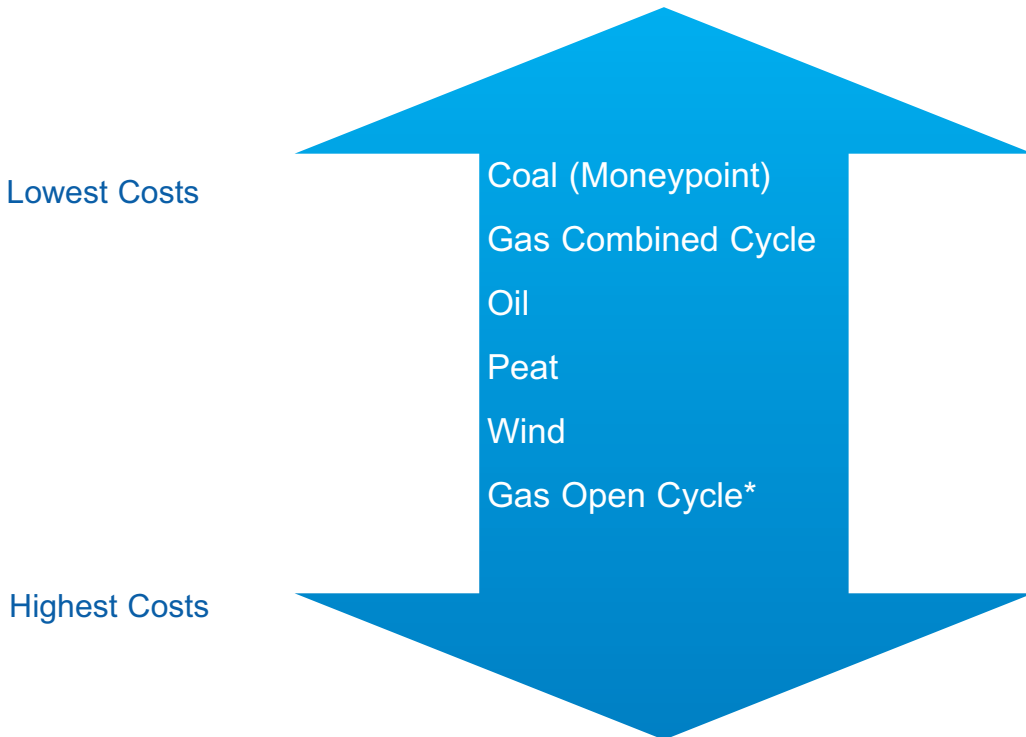 Lowest Costs
Coal (Moneypoint)
Gas Combined Cycle
Oil
Peat
Wind
Gas Open Cycle*
Highest Costs